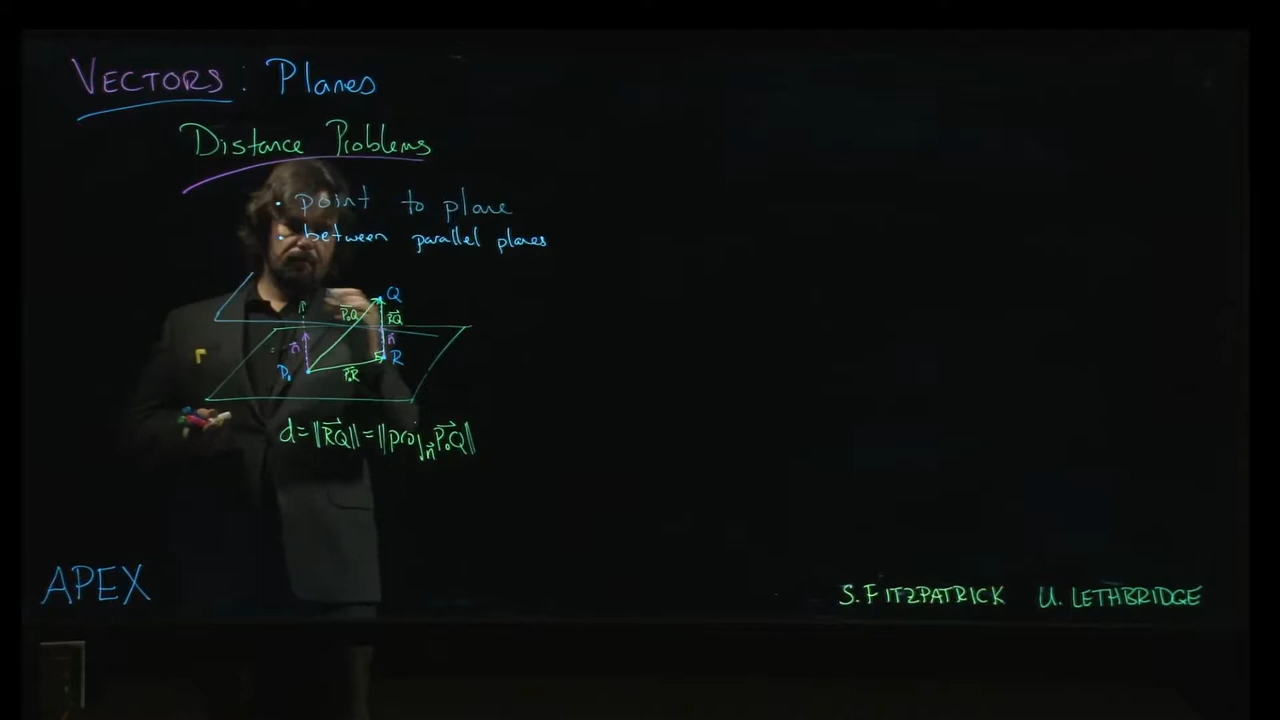 VECTORS: Planes
Distance Problems
• point to plane
• between parallel planes
Q
P₀Q⃗ RQ⃗
n⃗ n⃗
P₀ P₀R⃗ R
d = ||RQ⃗|| = ||proj_n⃗ P₀Q⃗||
APEX
S. FITZPATRICK U. LETHBRIDGE